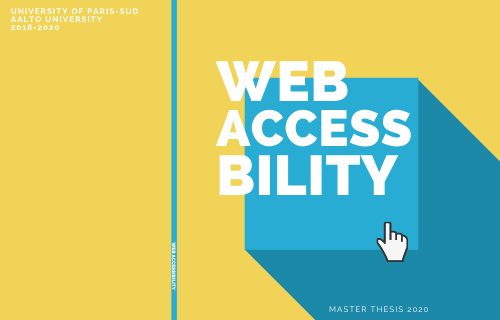 UNIVERSITY OF PARIS-SUD
AALTO UNIVERSITY
2018-2020
WEB ACCESSIBILITY
WEB
ACCESS
BILITY
MASTER THESIS 2020